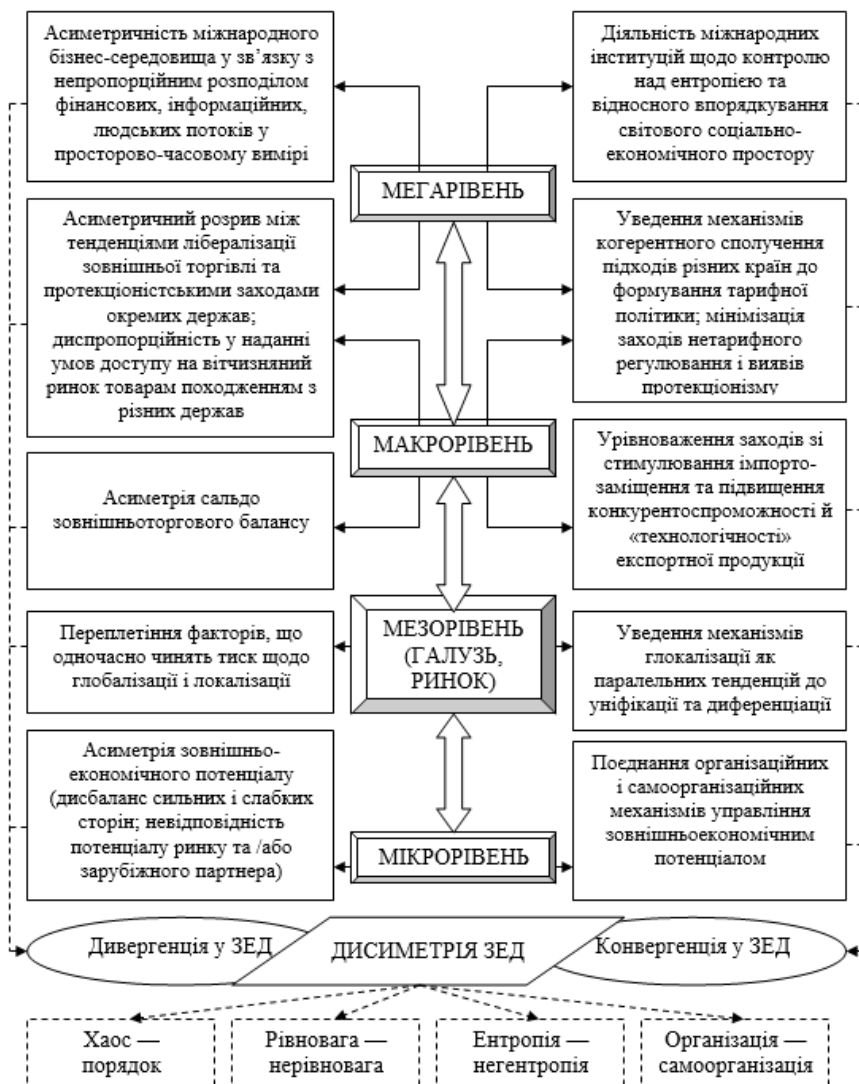 Асиметричність міжнародного
бізнес-середовища у зв’язку з
непропорційним розподілом
фінансових, інформаційних,
людських потоків у
просторово-часовому вимірі
Діяльність міжнародних
інституцій щодо контролю
над ентропією та
відносного впорядкування
світового соціально-
економічного простору
МЕГАРІВЕНЬ
Асиметричний розрив між
тенденціями лібералізації
зовнішньої торгівлі та
протекціоністськими заходами
окремих держав;
диспропорційність у наданні
умов доступу на вітчизняний
ринок товарам походженням з
різних держав
Уведення механізмів
когерентного сполучення
підходів різних країн до
формування тарифної
політики; мінімізація
заходів нетарифного
регулювання і виявів
протекціонізму
МАКРОРІВЕНЬ
Асиметрія сальдо
зовнішньоторгового балансу
Урівноваження заходів зі
стимулювання імпорто-
заміщення та підвищення
конкурентоспроможності й
«технологічності»
експортної продукції
Переплетіння факторів, що
одночасно чинять тиск щодо
глобалізації і локалізації
МЕЗОРІВЕНЬ
(ГАЛУЗЬ,
РИНОК)
Уведення механізмів
глокалізації як
паралельних тенденцій до
уніфікації та диференціації
Асиметрія зовнішньо-
економічного потенціалу
(дисбаланс сильних і слабких
сторін; невідповідність
потенціалу ринку та /або
зарубіжного партнера)
МІКРОРІВЕНЬ
Поєднання організаційних
і самоорганізаційних
механізмів управління
зовнішньоекономічним
потенціалом
Дивергенція у ЗЕД
ДИСИМЕТРІЯ ЗЕД
Конвергенція у ЗЕД
Хаос —
порядок
Рівновага —
нерівновага
Ентропія —
негентропія
Організація —
самоорганізація